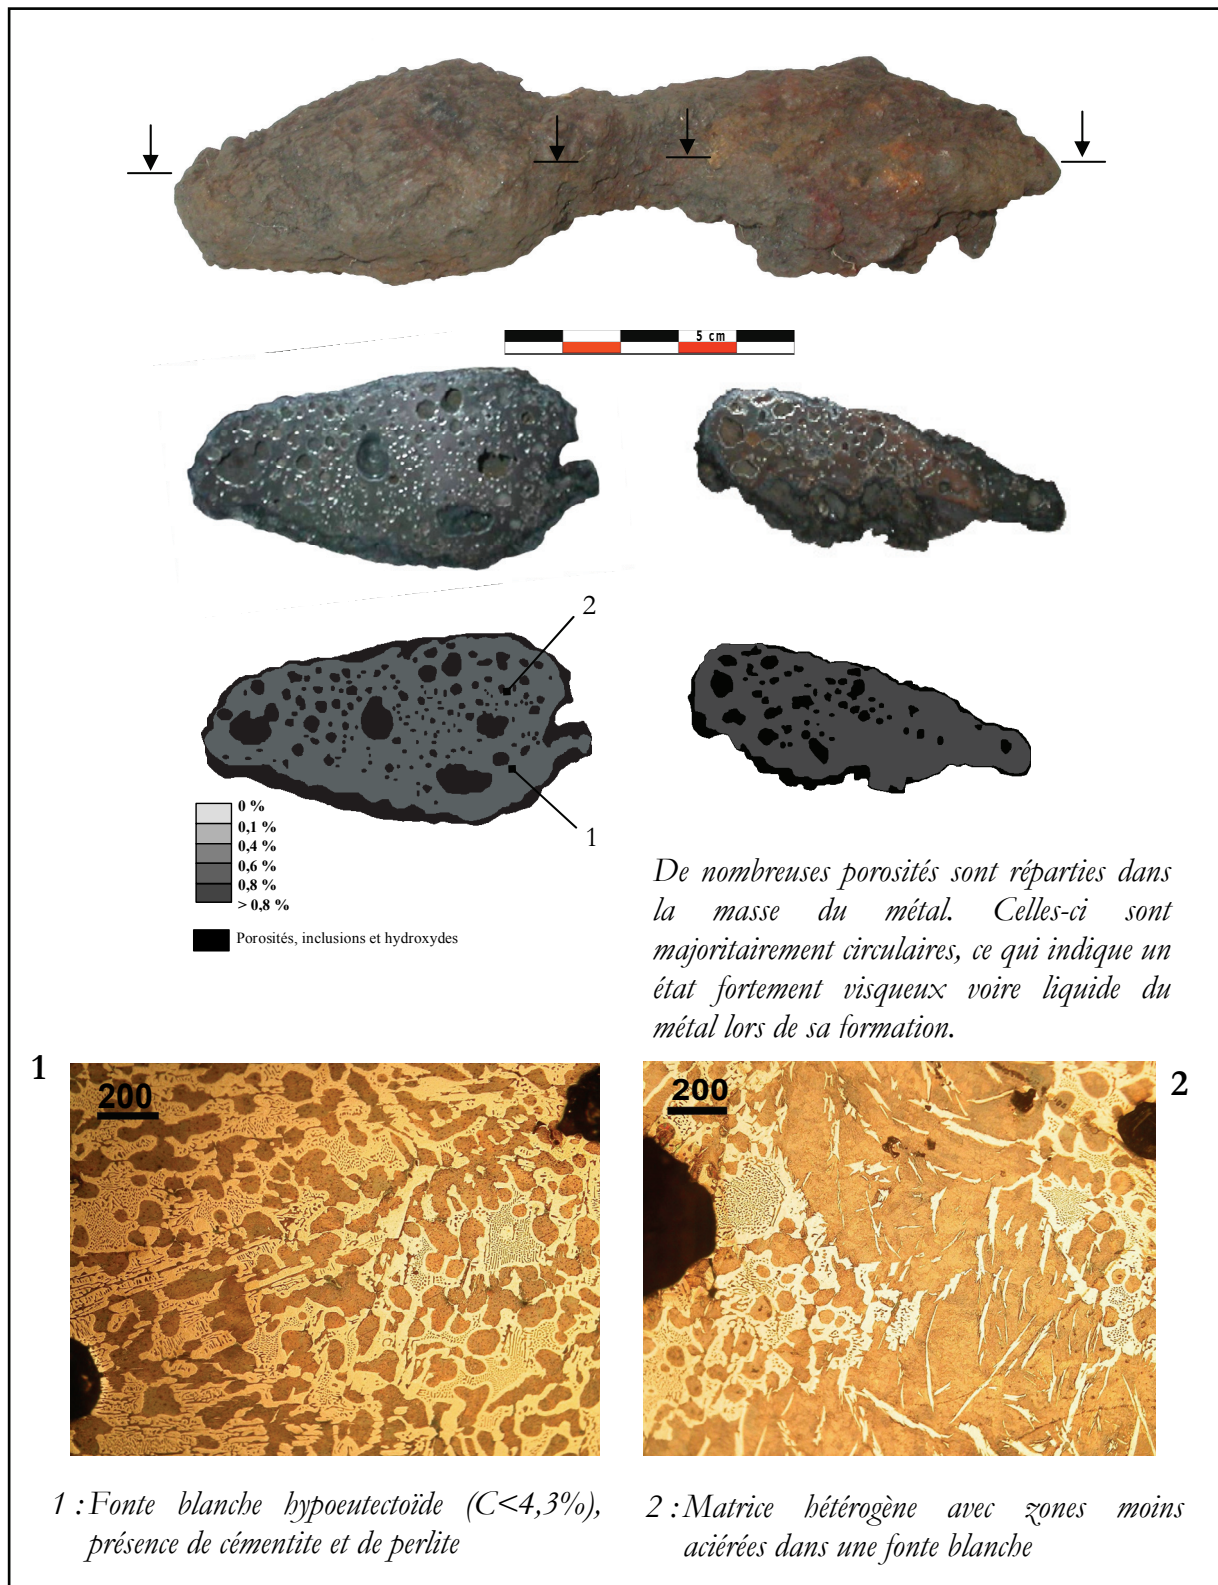 5 cm
2
1
0 %
0,1 %
0,4 %
0,6 %
0,8 %
> 0,8 %
Porosités, inclusions et hydroxydes
De nombreuses porosités sont réparties dans
la masse du métal. Celles-ci sont
majoritairement circulaires, ce qui indique un
état fortement visqueux voire liquide du
métal lors de sa formation.
1
200
200
2
1 : Fonte blanche hypoeutectoïde (C<4,3%),
présence de cémentite et de perlite
2 : Matrice hétérogène avec zones moins
aciérées dans une fonte blanche